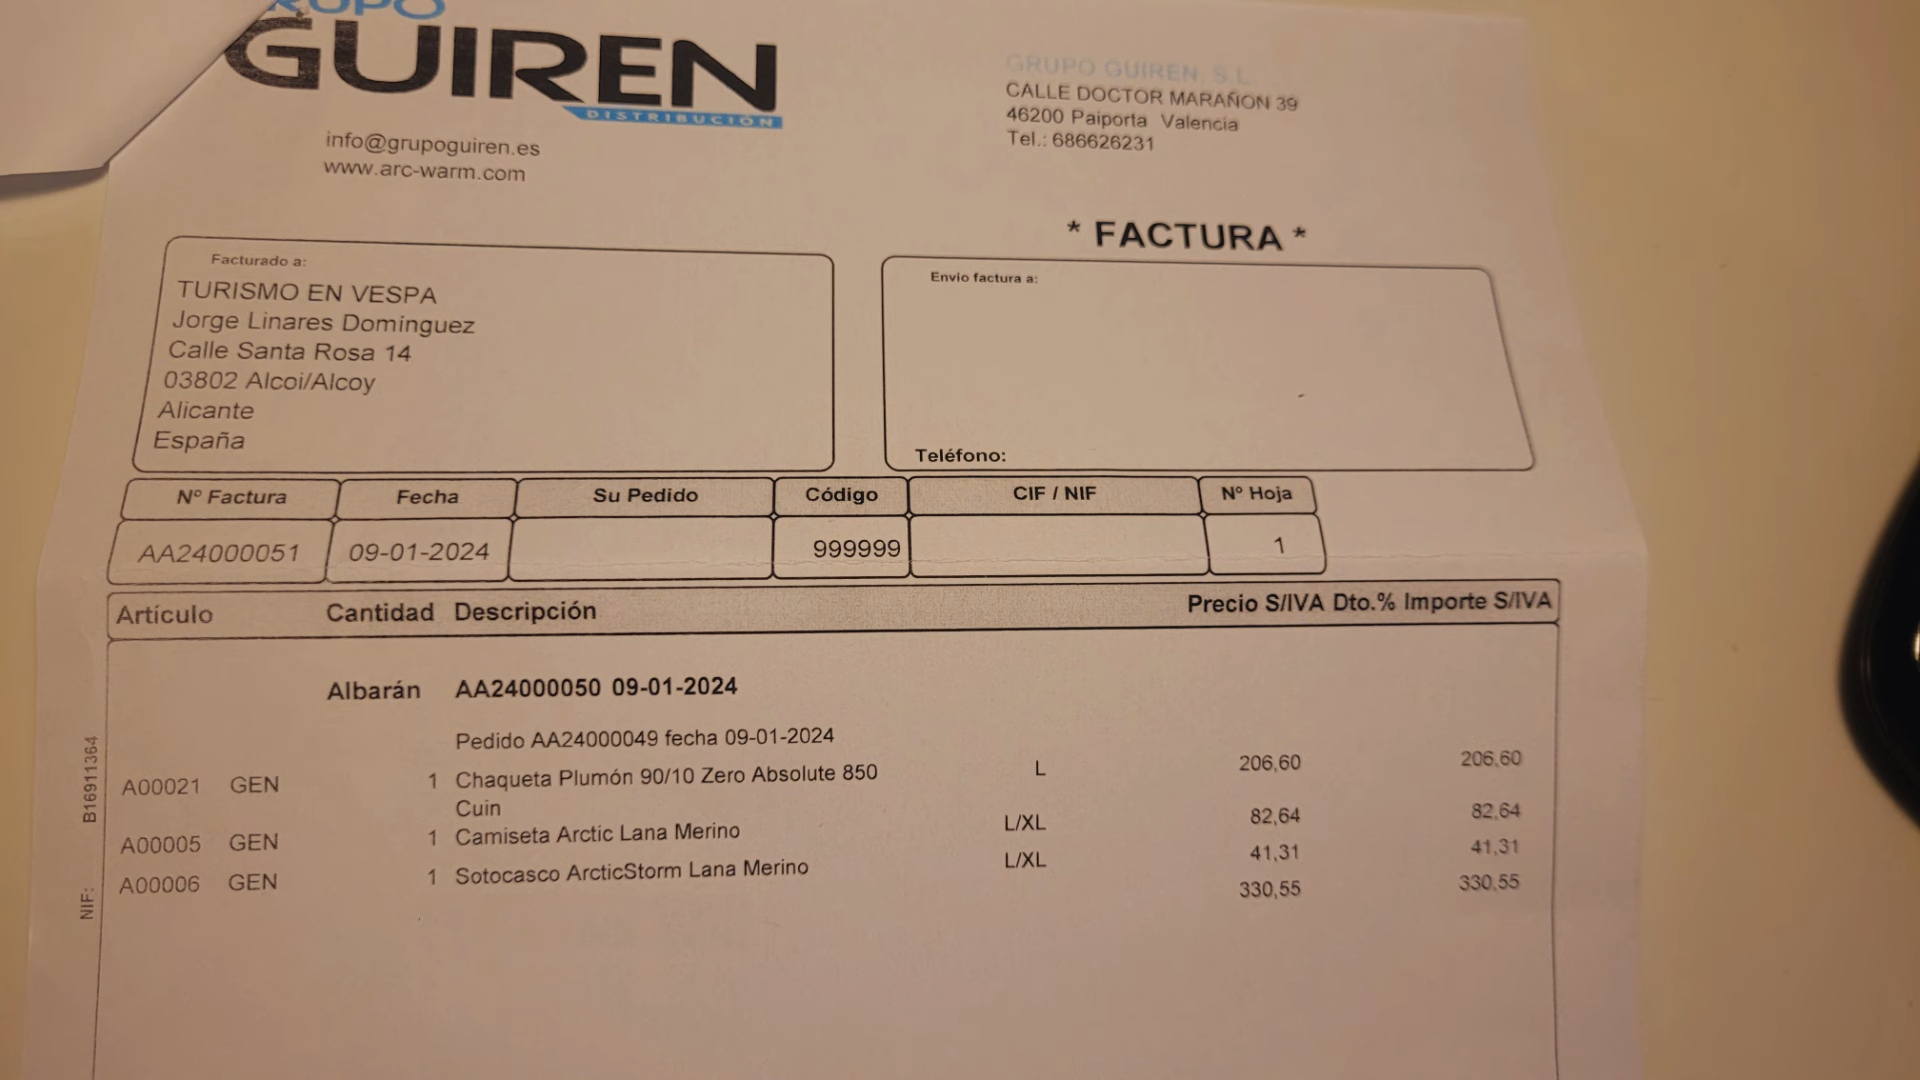 GRUPO
GUIREN
DISTRIBUCIÓN
info@grupoguiren.es
www.arc-warm.com
GRUPO GUIREN, S.L.
CALLE DOCTOR MARAÑON 39
46200 Paiporta Valencia
Tel.: 686626231
* FACTURA *
Facturado a:
TURISMO EN VESPA
Jorge Linares Domínguez
Calle Santa Rosa 14
03802 Alcoi/Alcoy
Alicante
España
Envio factura a:
Teléfono:
Nº Factura Fecha Su Pedido Código CIF / NIF Nº Hoja
AA24000051 09-01-2024 999999 1
Artículo Cantidad Descripción Precio S/IVA Dto.% Importe S/IVA
Albarán AA24000050 09-01-2024
Pedido AA24000049 fecha 09-01-2024
A00021 GEN 1 Chaqueta Plumón 90/10 Zero Absolute 850 L 206,60 206,60
Cuin
A00005 GEN 1 Camiseta Arctic Lana Merino L/XL 82,64 82,64
A00006 GEN 1 Sotocasco ArcticStorm Lana Merino L/XL 41,31 41,31
330,55 330,55
NIF: B16911364